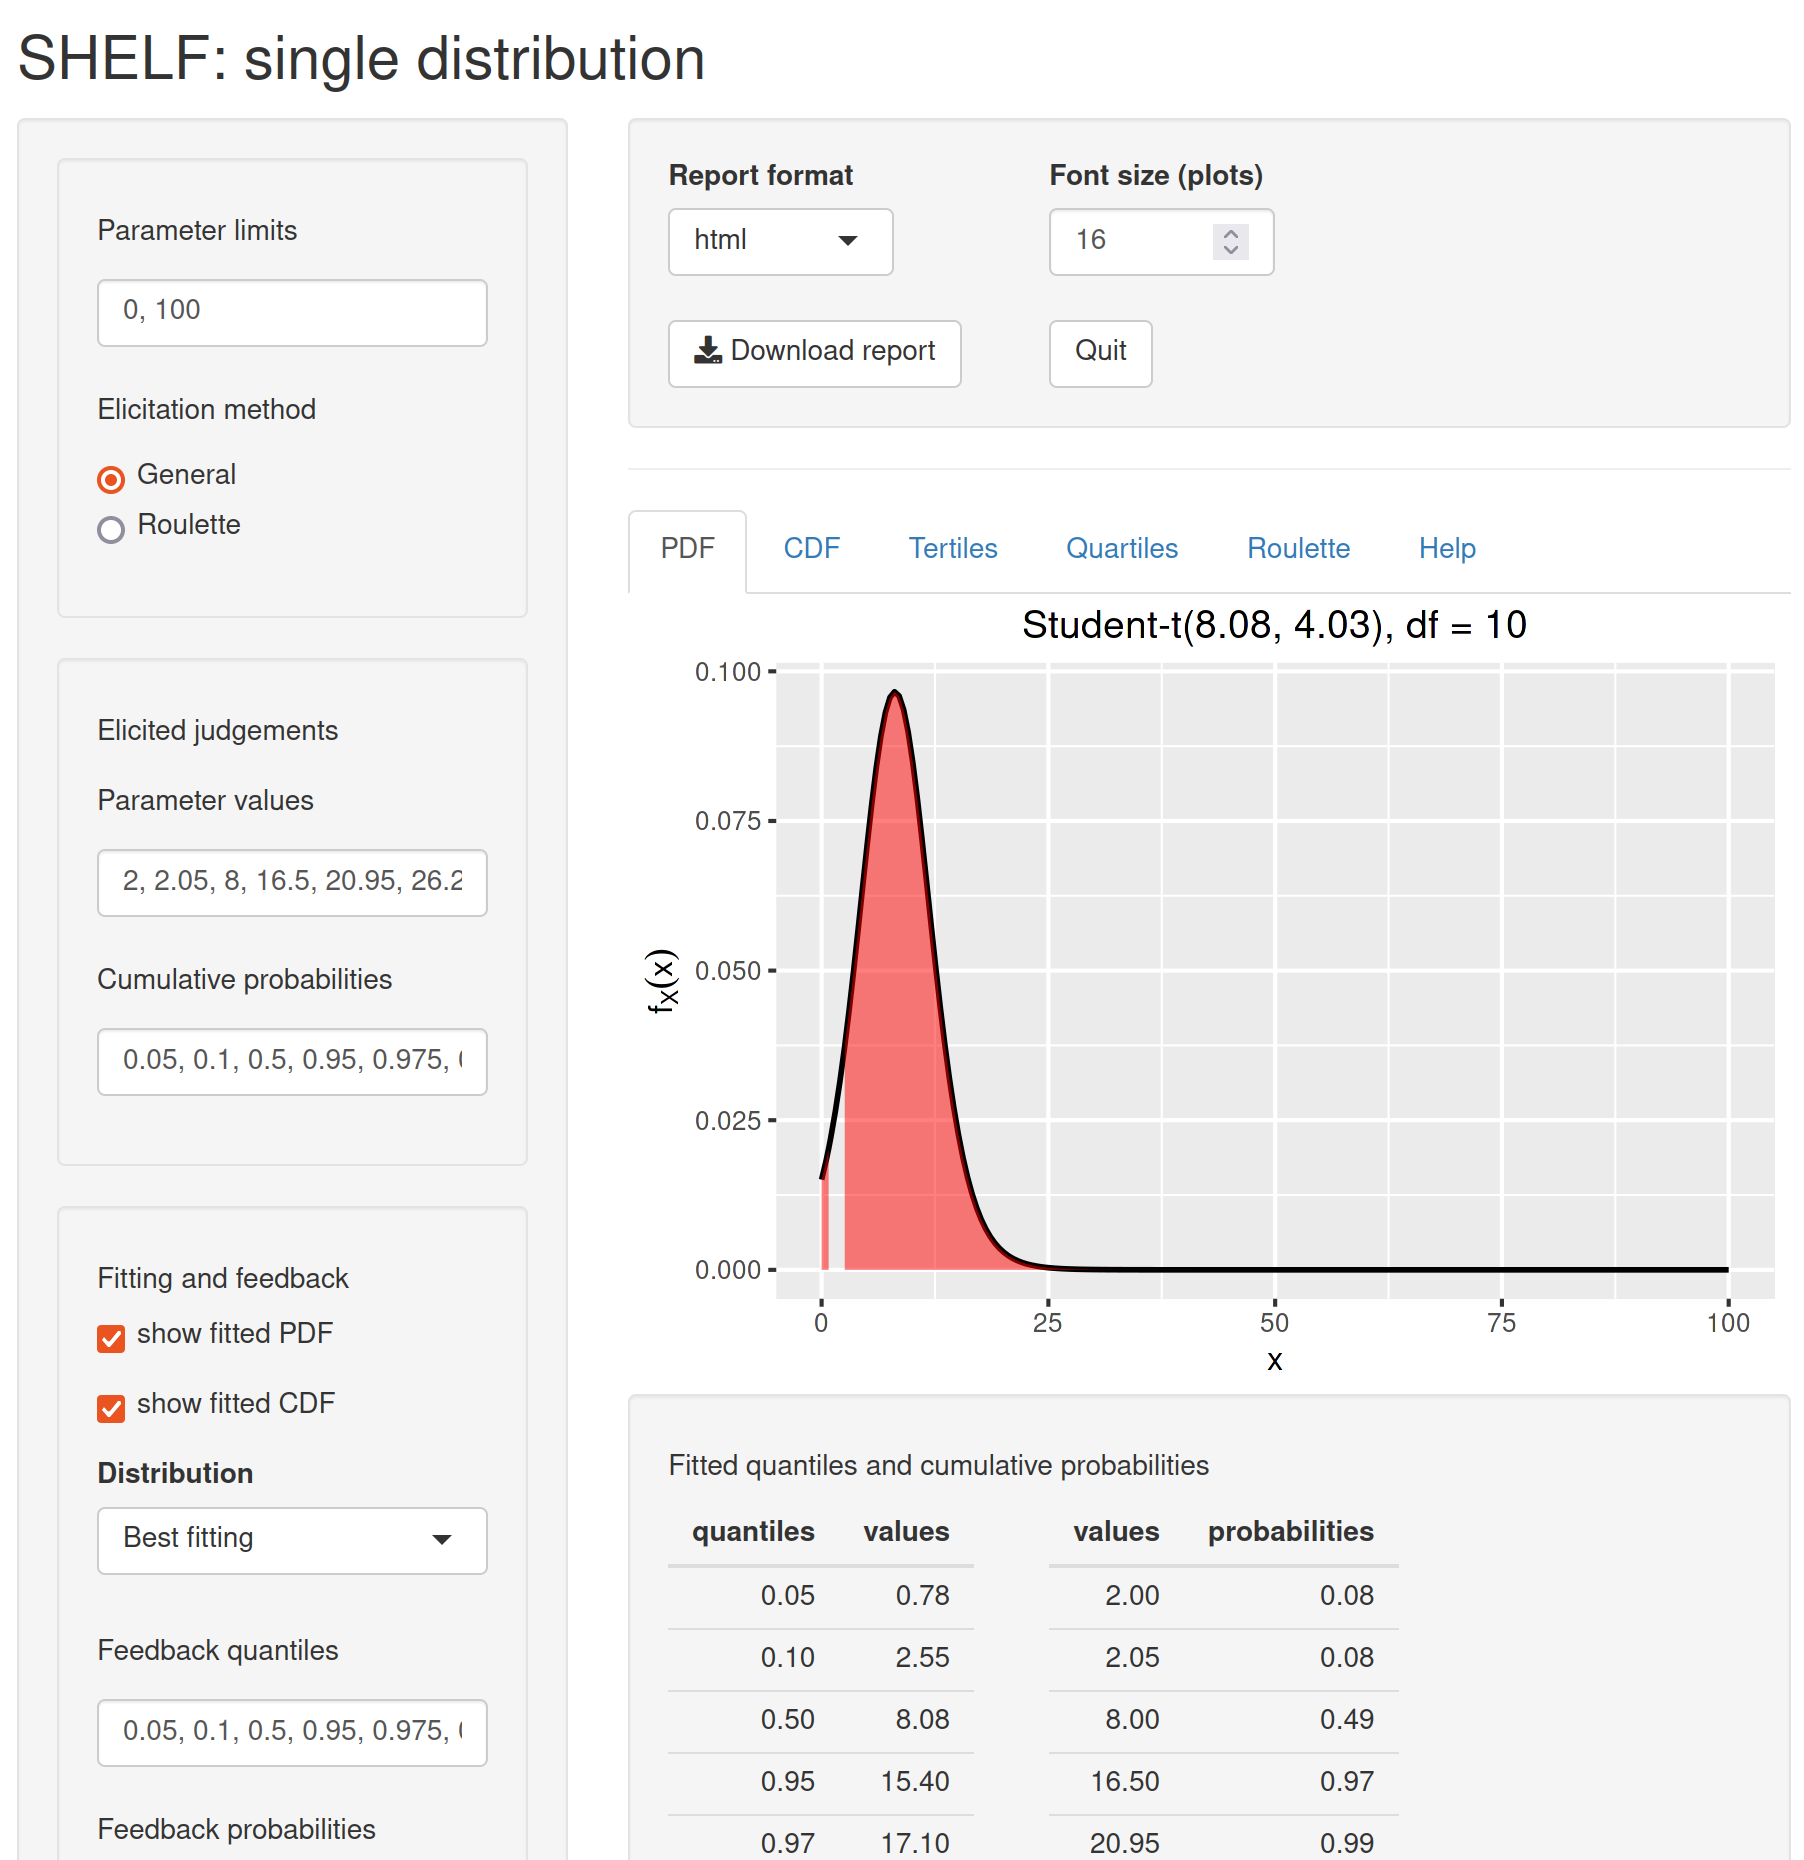 SHELF: single distribution
Parameter limits
0, 100
Elicitation method
General
Roulette
Elicited judgements
Parameter values
2, 2.05, 8, 16.5, 20.95, 26.2
Cumulative probabilities
0.05, 0.1, 0.5, 0.95, 0.975,
Fitting and feedback
show fitted PDF
show fitted CDF
Distribution
Best fitting
Feedback quantiles
0.05, 0.1, 0.5, 0.95, 0.975,
Feedback probabilities
Report format Font size (plots)
html 16
Download report Quit
PDF CDF Tertiles Quartiles Roulette Help
Student-t(8.08, 4.03), df = 10
0.100
0.075
0.050
0.025
0.000
fX(x)
0 25 50 75 100
x
Fitted quantiles and cumulative probabilities
quantiles values values probabilities
0.05 0.78 2.00 0.08
0.10 2.55 2.05 0.08
0.50 8.08 8.00 0.49
0.95 15.40 16.50 0.97
0.97 17.10 20.95 0.99